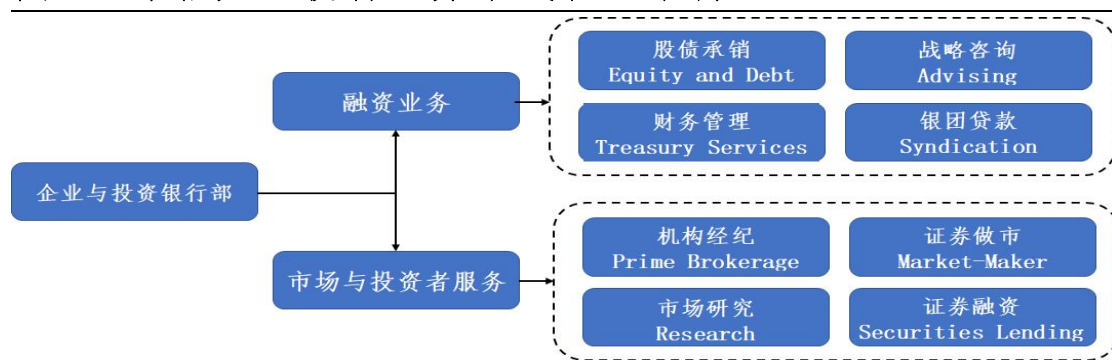 股债承销
Equity and Debt
战略咨询
Advising
融资业务
财务管理
Treasury Services
银团贷款
Syndication
企业与投资银行部
机构经纪
Prime Brokerage
证券做市
Market-Maker
市场与投资者服务
市场研究
Research
证券融资
Securities Lending